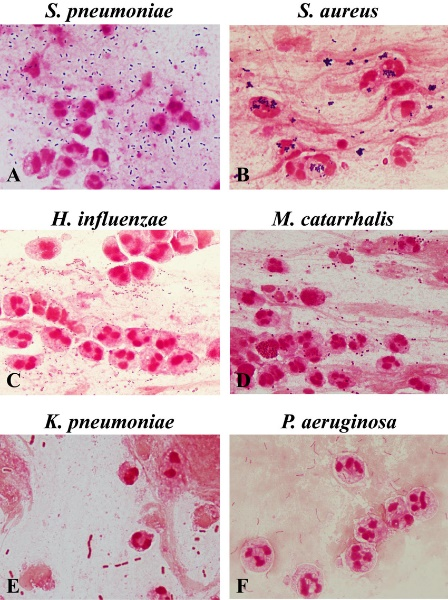 S. pneumoniae S. aureus
A B
H. influenzae M. catarrhalis
C D
K. pneumoniae P. aeruginosa
E F